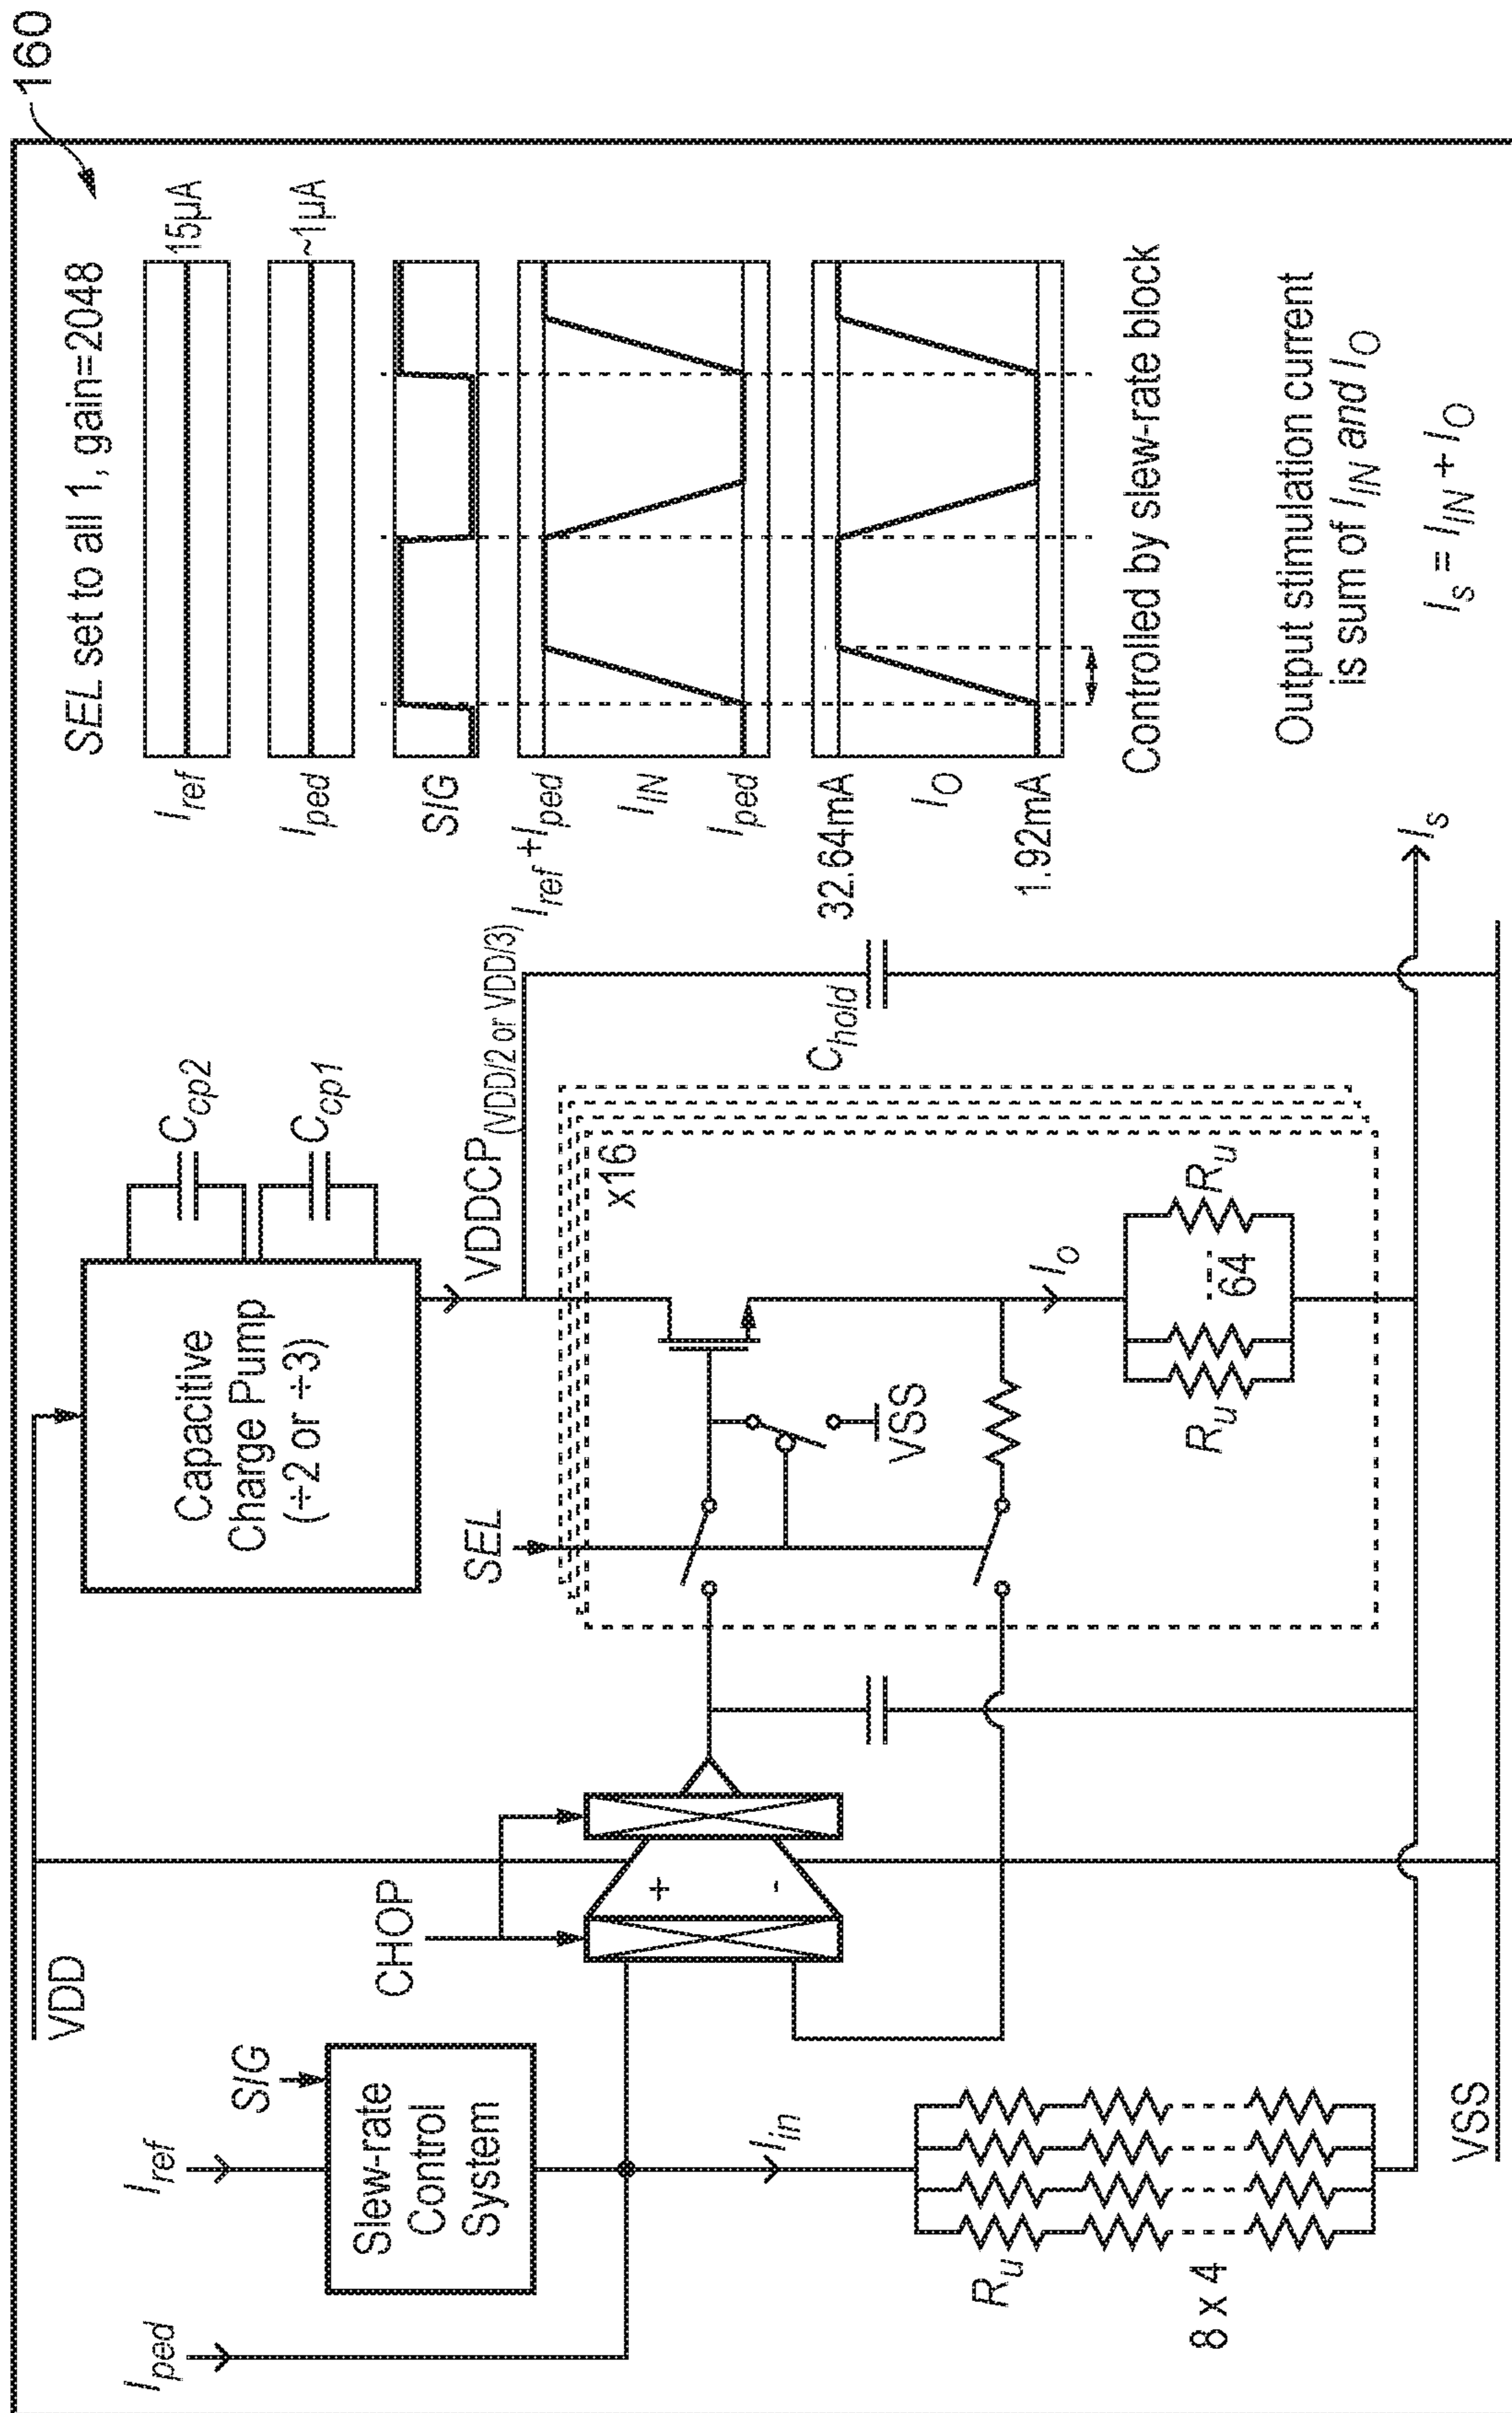 160
VDD
I_ped
I_ref
SIG
Slew-rate
Control
System
CHOP
+
-
I_in
R_u
8 x 4
VSS
Capacitive
Charge Pump
(÷2 or ÷3)
C_cp2
C_cp1
VDDCP (VDD/2 or VDD/3)
SEL
x16
VSS
I_O
R_u
R_u
64
C_hold
I_s
SEL set to all 1, gain=2048
I_ref
15µA
I_ped
~1µA
SIG
I_ref + I_ped
I_IN
I_ped
32.64mA
I_O
1.92mA
Controlled by slew-rate block
Output stimulation current
is sum of I_IN and I_O
I_s = I_IN + I_O